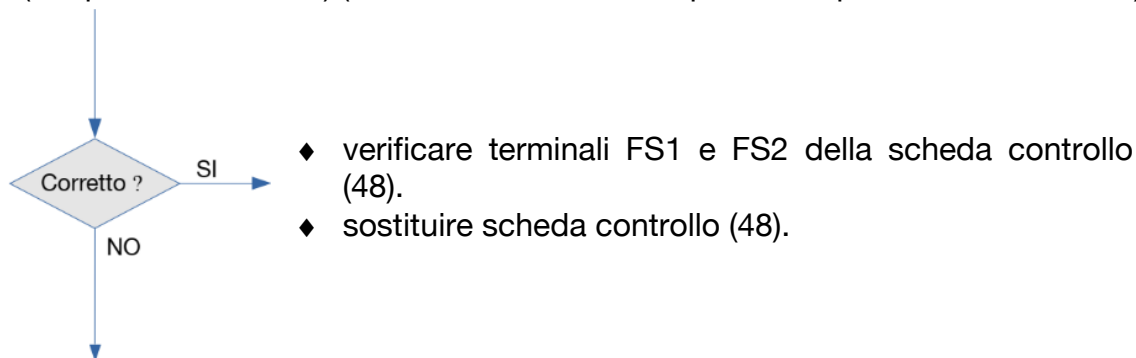 Corretto ?
SI
NO
♦ verificare terminali FS1 e FS2 della scheda controllo
(48).
♦ sostituire scheda controllo (48).